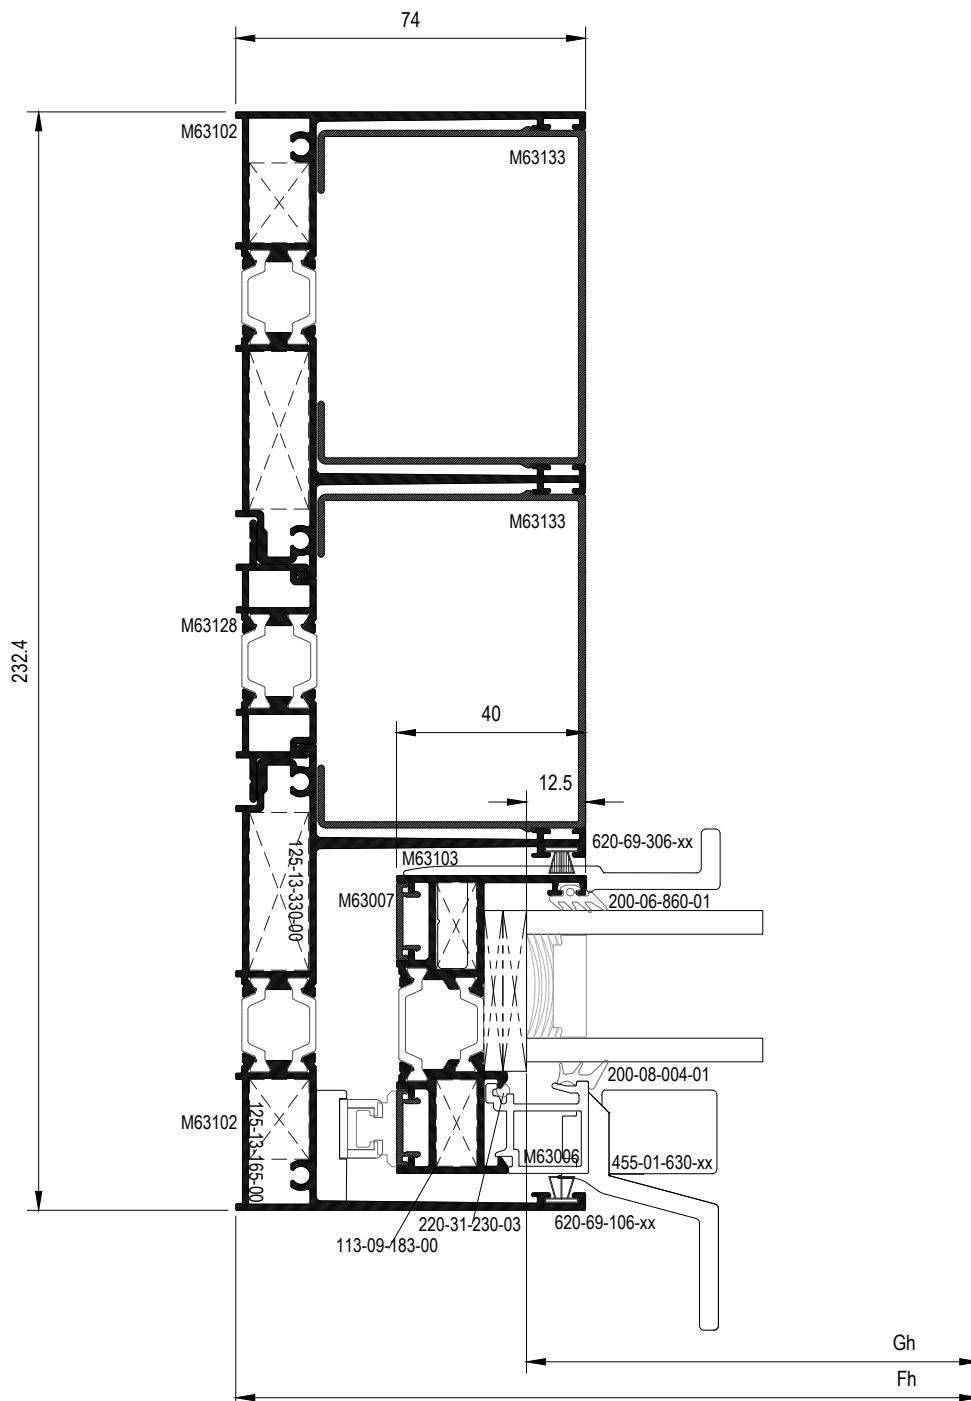 74
M63102
M63133
M63133
M63128
232.4
40
12.5
620-69-306-xx
M63103
125-13-330-00
M63007
200-06-860-01
200-08-004-01
M63102
125-13-165-00
M63006
455-01-630-xx
220-31-230-03
620-69-106-xx
113-09-183-00
Gh
Fh